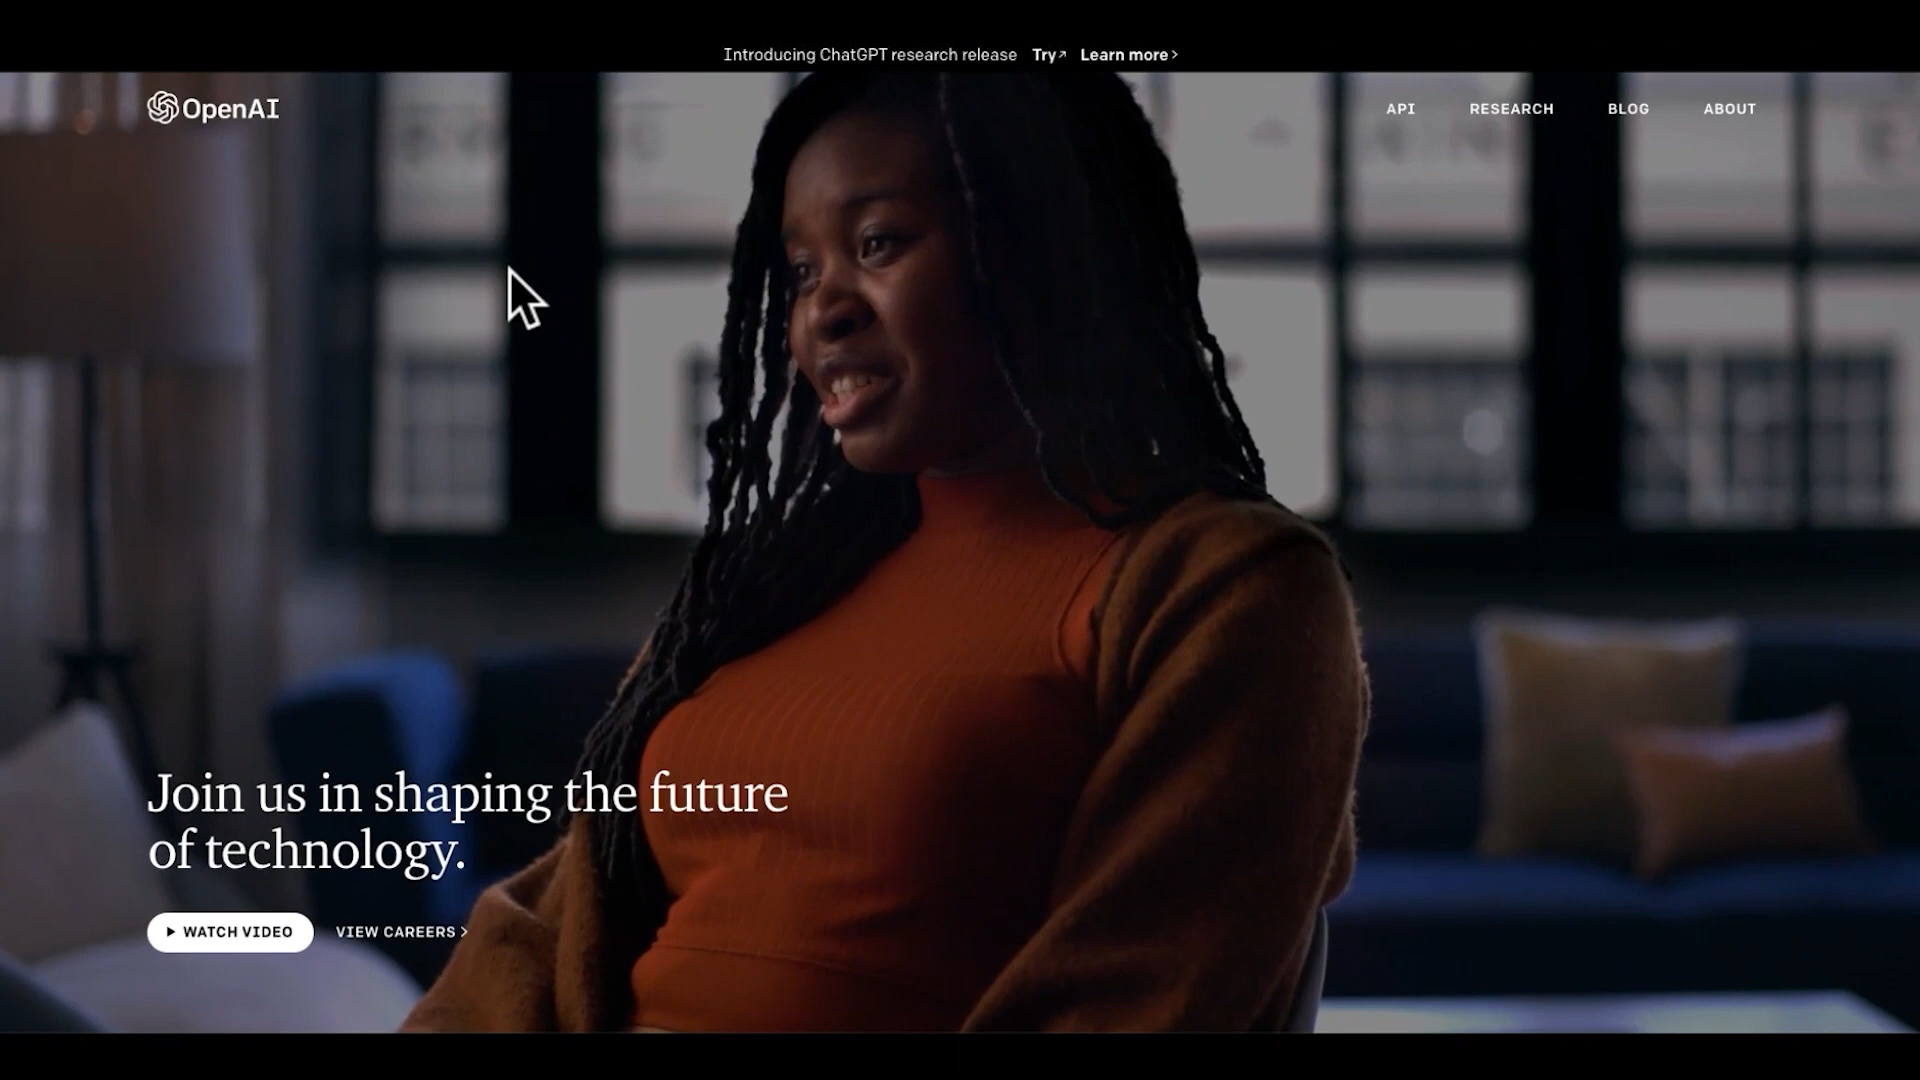 Introducing ChatGPT research release Try↗ Learn more >
OpenAI
API RESEARCH BLOG ABOUT
Join us in shaping the future
of technology.
WATCH VIDEO VIEW CAREERS >